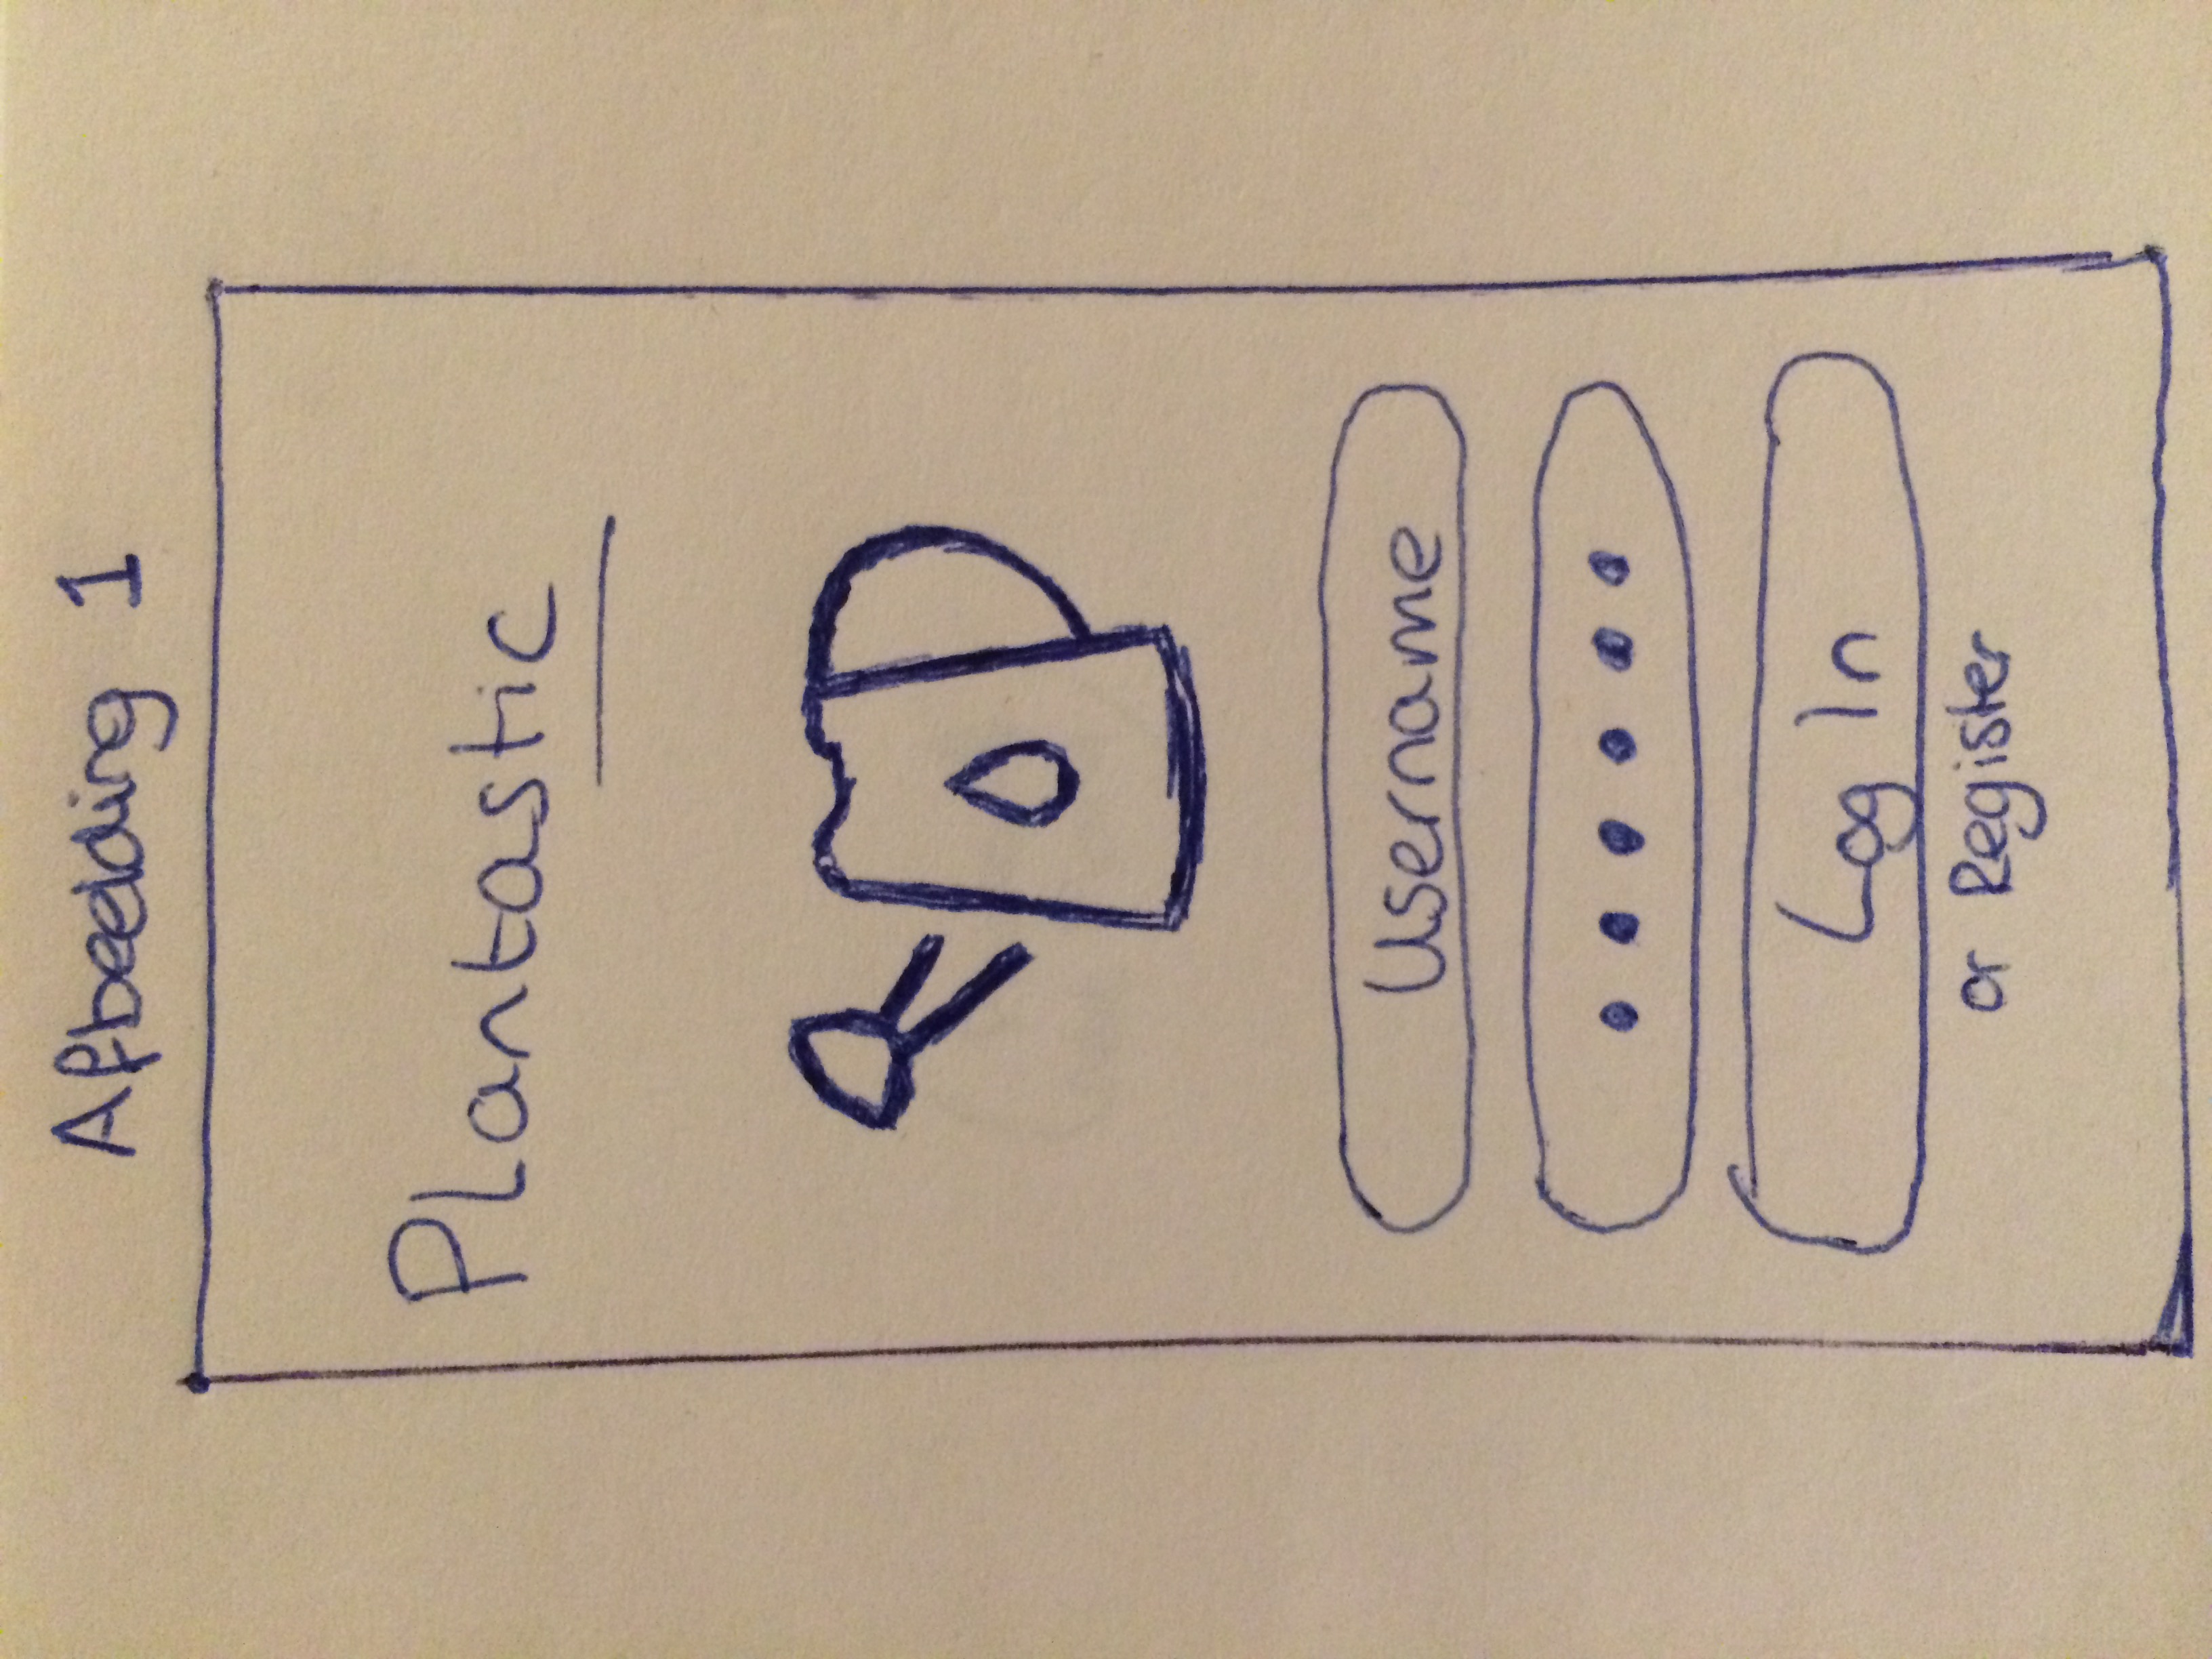 Afbeelding 1
Plantastic
Username
••••••
Log In
or Register